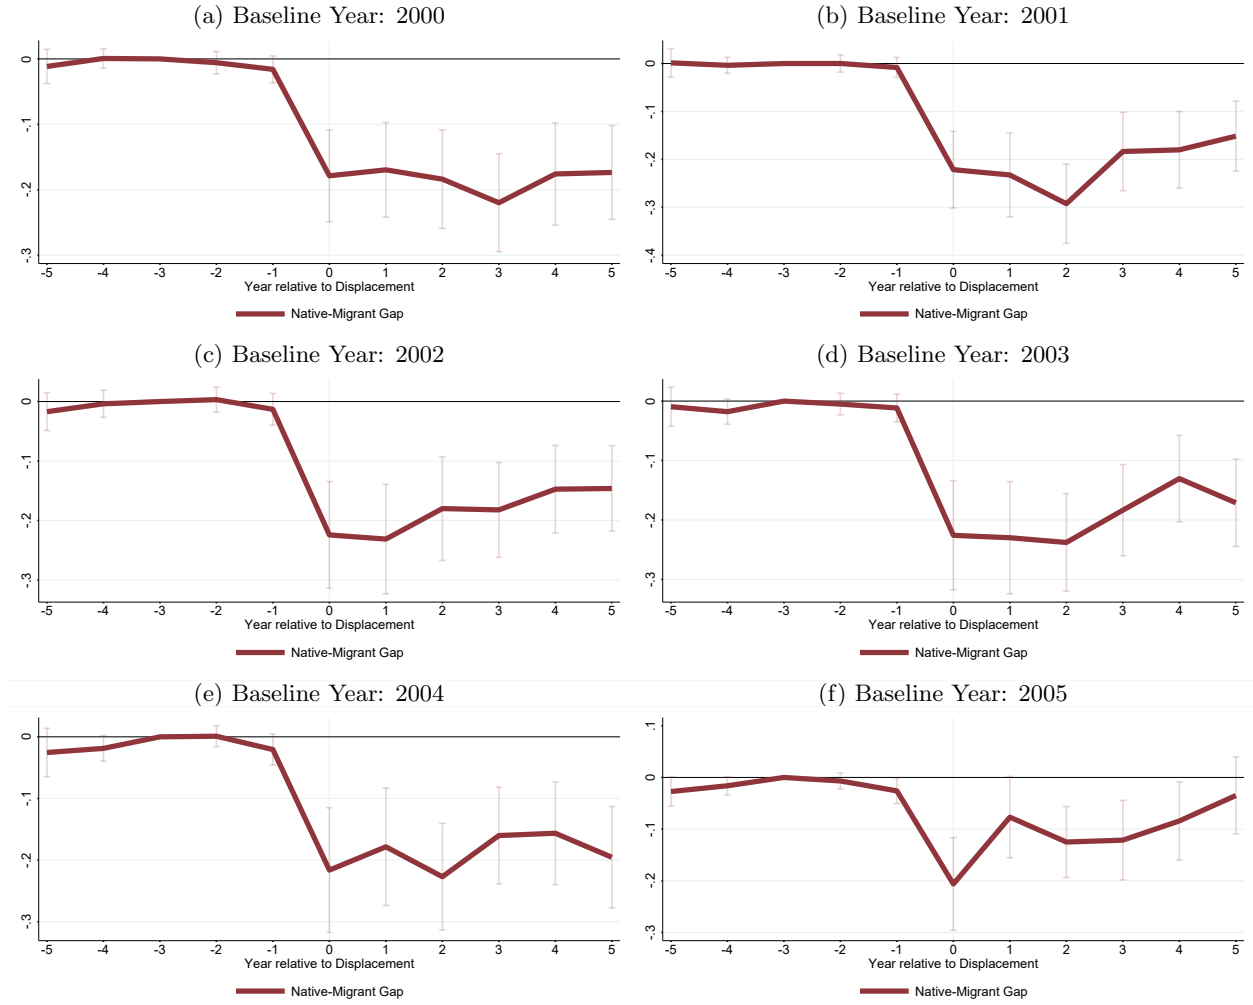 (a) Baseline Year: 2000
0
-.1
-.2
-.3
-5 -4 -3 -2 -1 0 1 2 3 4 5
Year relative to Displacement
Native-Migrant Gap
(b) Baseline Year: 2001
0
-.1
-.2
-.3
-.4
-5 -4 -3 -2 -1 0 1 2 3 4 5
Year relative to Displacement
Native-Migrant Gap
(c) Baseline Year: 2002
0
-.1
-.2
-.3
-5 -4 -3 -2 -1 0 1 2 3 4 5
Year relative to Displacement
Native-Migrant Gap
(d) Baseline Year: 2003
0
-.1
-.2
-.3
-5 -4 -3 -2 -1 0 1 2 3 4 5
Year relative to Displacement
Native-Migrant Gap
(e) Baseline Year: 2004
0
-.1
-.2
-.3
-5 -4 -3 -2 -1 0 1 2 3 4 5
Year relative to Displacement
Native-Migrant Gap
(f) Baseline Year: 2005
.1
0
-.1
-.2
-.3
-5 -4 -3 -2 -1 0 1 2 3 4 5
Year relative to Displacement
Native-Migrant Gap